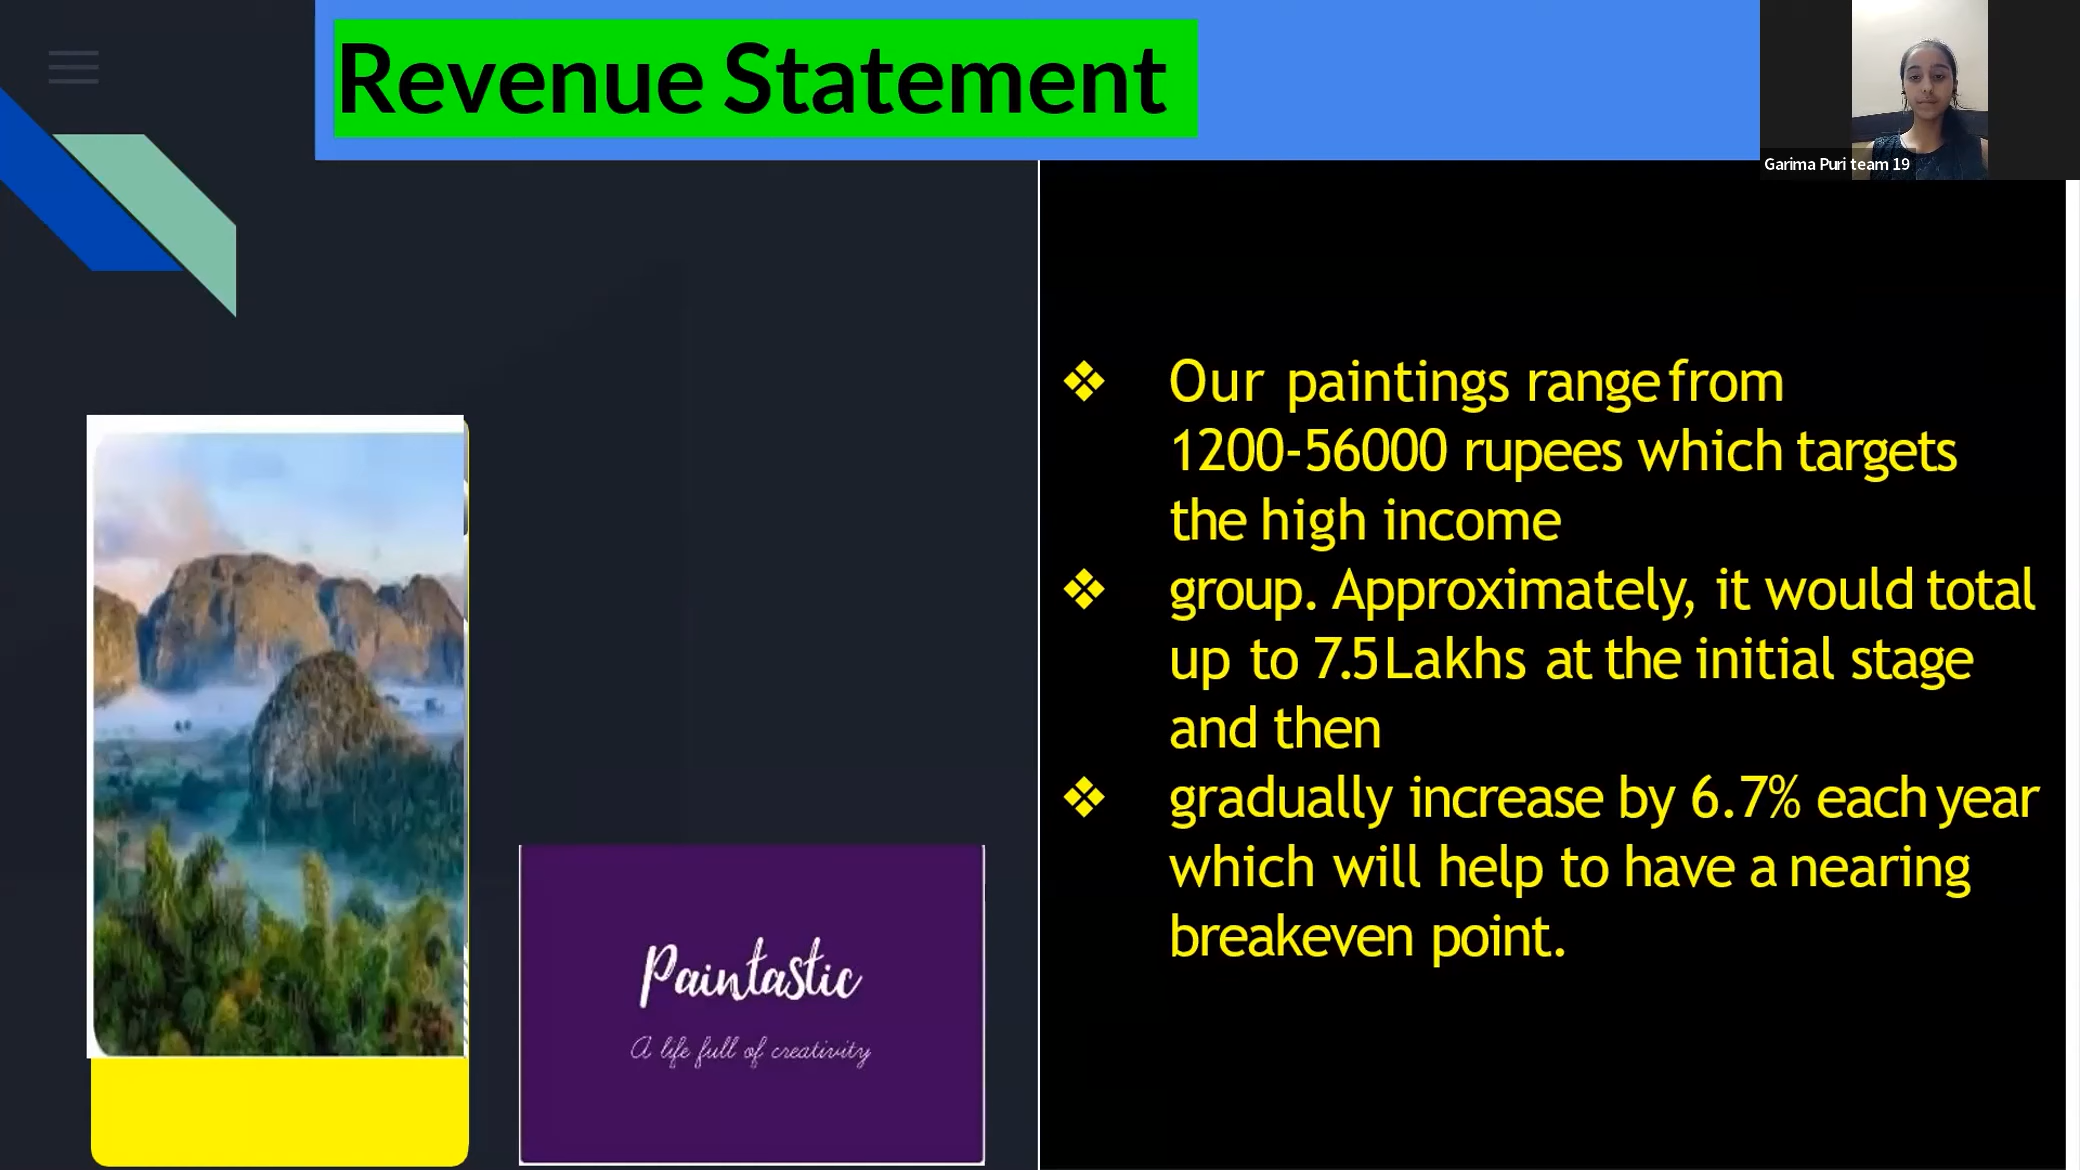 Revenue Statement
Garima Puri team 19
❖ Our paintings range from
1200-56000 rupees which targets
the high income
❖ group. Approximately, it would total
up to 7.5Lakhs at the initial stage
and then
❖ gradually increase by 6.7% each year
which will help to have a nearing
breakeven point.
Paintastic
A life full of creativity